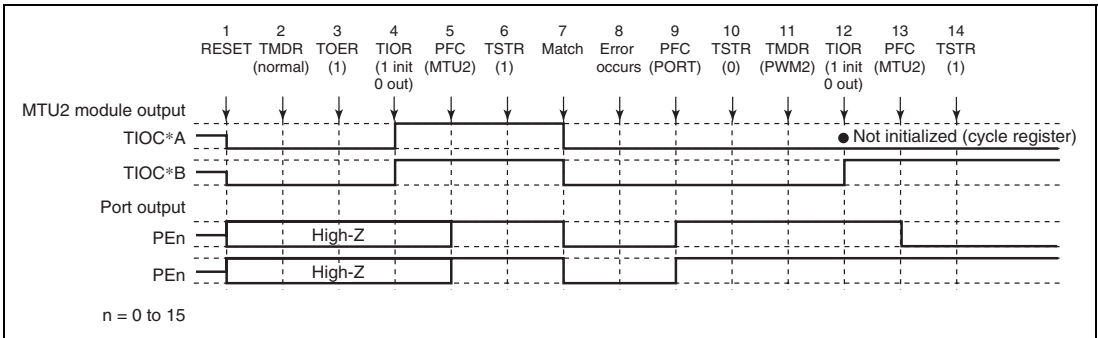 1 2 3 4 5 6 7 8 9 10 11 12 13 14
RESET TMDR TOER TIOR PFC TSTR Match Error PFC TSTR TMDR TIOR PFC TSTR
(normal) (1) (1 init (MTU2) (1) occurs (PORT) (0) (PWM2) (1 init (MTU2) (1)
0 out) 0 out)
MTU2 module output
TIOC*A
Not initialized (cycle register)
TIOC*B
Port output
PEn High-Z
PEn High-Z
n = 0 to 15